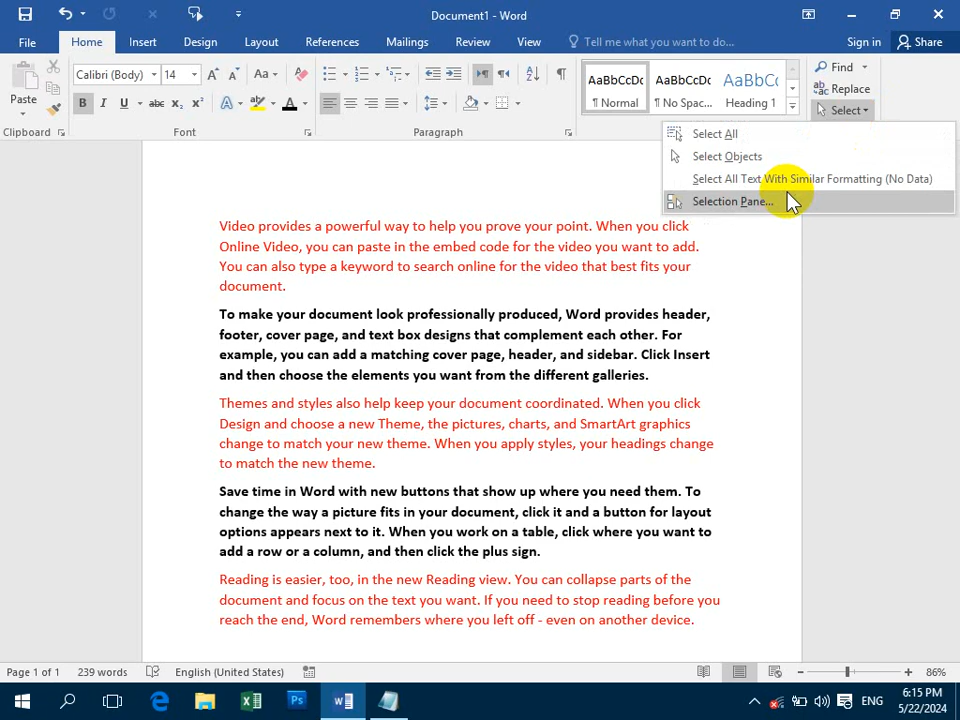 Document1 - Word
File Home Insert Design Layout References Mailings Review View Tell me what you want to do... Sign in Share
Paste
Calibri (Body) 14
AaBbCcDc AaBbCcDc AaBbCc
¶ Normal ¶ No Spac... Heading 1
Find
Replace
Select
Clipboard Font Paragraph
Select All
Select Objects
Select All Text With Similar Formatting (No Data)
Selection Pane...
Video provides a powerful way to help you prove your point. When you click
Online Video, you can paste in the embed code for the video you want to add.
You can also type a keyword to search online for the video that best fits your
document.
To make your document look professionally produced, Word provides header,
footer, cover page, and text box designs that complement each other. For
example, you can add a matching cover page, header, and sidebar. Click Insert
and then choose the elements you want from the different galleries.
Themes and styles also help keep your document coordinated. When you click
Design and choose a new Theme, the pictures, charts, and SmartArt graphics
change to match your new theme. When you apply styles, your headings change
to match the new theme.
Save time in Word with new buttons that show up where you need them. To
change the way a picture fits in your document, click it and a button for layout
options appears next to it. When you work on a table, click where you want to
add a row or a column, and then click the plus sign.
Reading is easier, too, in the new Reading view. You can collapse parts of the
document and focus on the text you want. If you need to stop reading before you
reach the end, Word remembers where you left off - even on another device.
Page 1 of 1 239 words English (United States) 86%
ENG
6:15 PM
5/22/2024